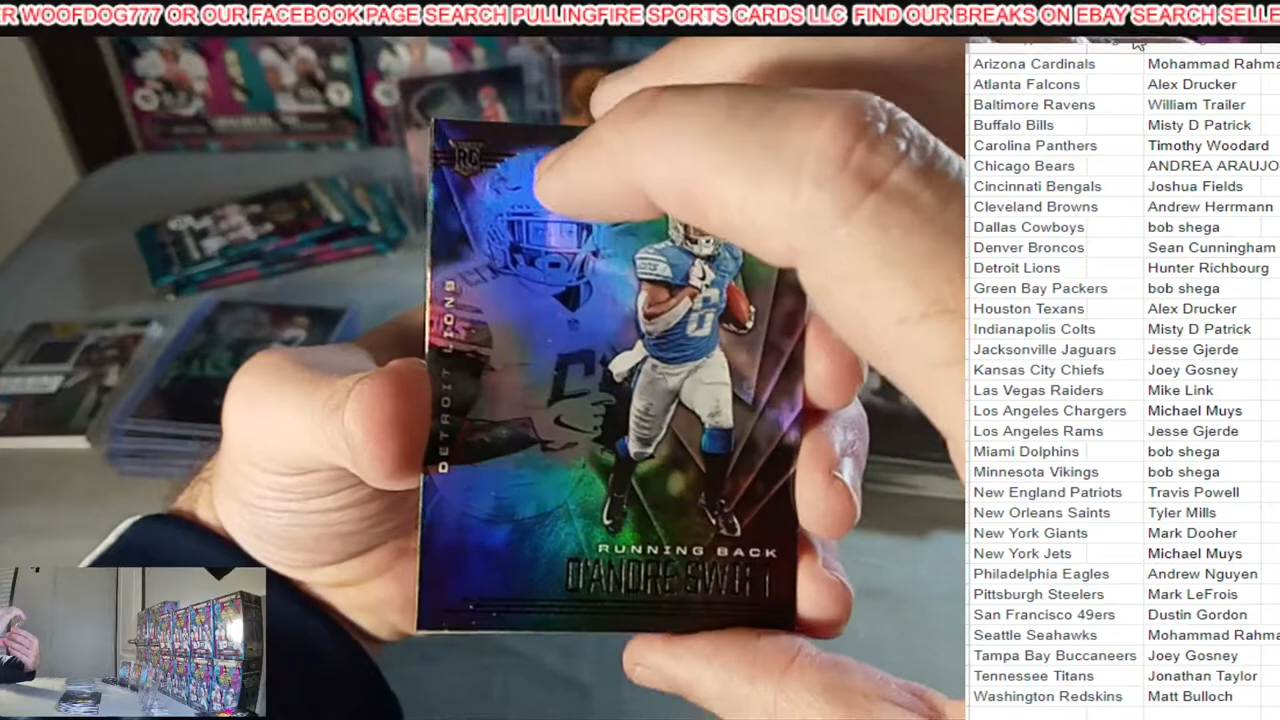 ER WOOFDOG777 OR OUR FACEBOOK PAGE SEARCH PULLINGFIRE SPORTS CARDS LLC FIND OUR BREAKS ON EBAY SEARCH SELLE
RC
DETROIT LIONS
6
RUNNING BACK
D'ANDRE SWIFT
Arizona Cardinals Mohammad Rahma
Atlanta Falcons Alex Drucker
Baltimore Ravens William Trailer
Buffalo Bills Misty D Patrick
Carolina Panthers Timothy Woodard
Chicago Bears ANDREA ARAUJO
Cincinnati Bengals Joshua Fields
Cleveland Browns Andrew Herrmann
Dallas Cowboys bob shega
Denver Broncos Sean Cunningham
Detroit Lions Hunter Richbourg
Green Bay Packers bob shega
Houston Texans Alex Drucker
Indianapolis Colts Misty D Patrick
Jacksonville Jaguars Jesse Gjerde
Kansas City Chiefs Joey Gosney
Las Vegas Raiders Mike Link
Los Angeles Chargers Michael Muys
Los Angeles Rams Jesse Gjerde
Miami Dolphins bob shega
Minnesota Vikings bob shega
New England Patriots Travis Powell
New Orleans Saints Tyler Mills
New York Giants Mark Dooher
New York Jets Michael Muys
Philadelphia Eagles Andrew Nguyen
Pittsburgh Steelers Mark LeFrois
San Francisco 49ers Dustin Gordon
Seattle Seahawks Mohammad Rahma
Tampa Bay Buccaneers Joey Gosney
Tennessee Titans Jonathan Taylor
Washington Redskins Matt Bulloch